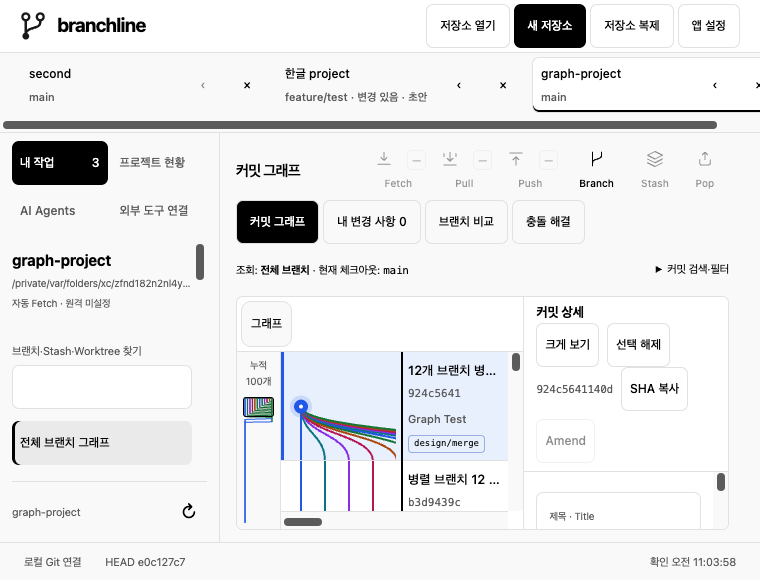 branchline
저장소 열기
새 저장소
저장소 복제
앱 설정
second
main
한글 project
feature/test · 변경 있음 · 초안
graph-project
main
내 작업 3
프로젝트 현황
AI Agents
외부 도구 연결
graph-project
/private/var/folders/xc/zfnd182n2nl4y...
자동 Fetch · 원격 미설정
브랜치·Stash·Worktree 찾기
전체 브랜치 그래프
graph-project
커밋 그래프
Fetch
Pull
Push
Branch
Stash
Pop
커밋 그래프
내 변경 사항 0
브랜치 비교
충돌 해결
조회: 전체 브랜치 · 현재 체크아웃: main
▶ 커밋 검색·필터
그래프
누적
100개
12개 브랜치 병...
924c5641
Graph Test
design/merge
병렬 브랜치 12 ...
b3d9439c
커밋 상세
크게 보기
선택 해제
924c5641140d
SHA 복사
Amend
제목 · Title
로컬 Git 연결
HEAD e0c127c7
확인 오전 11:03:58